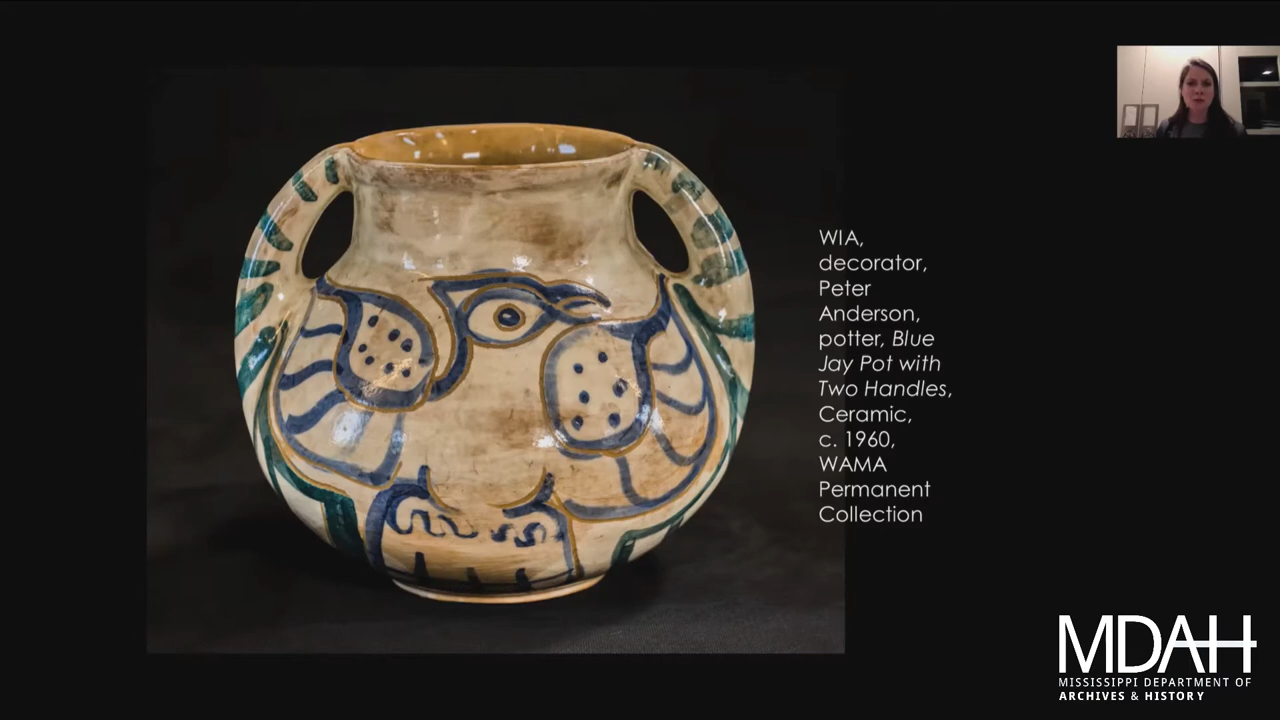 WIA,
decorator,
Peter
Anderson,
potter, Blue
Jay Pot with
Two Handles,
Ceramic,
c. 1960,
WAMA
Permanent
Collection
MDAH
MISSISSIPPI DEPARTMENT OF
ARCHIVES & HISTORY